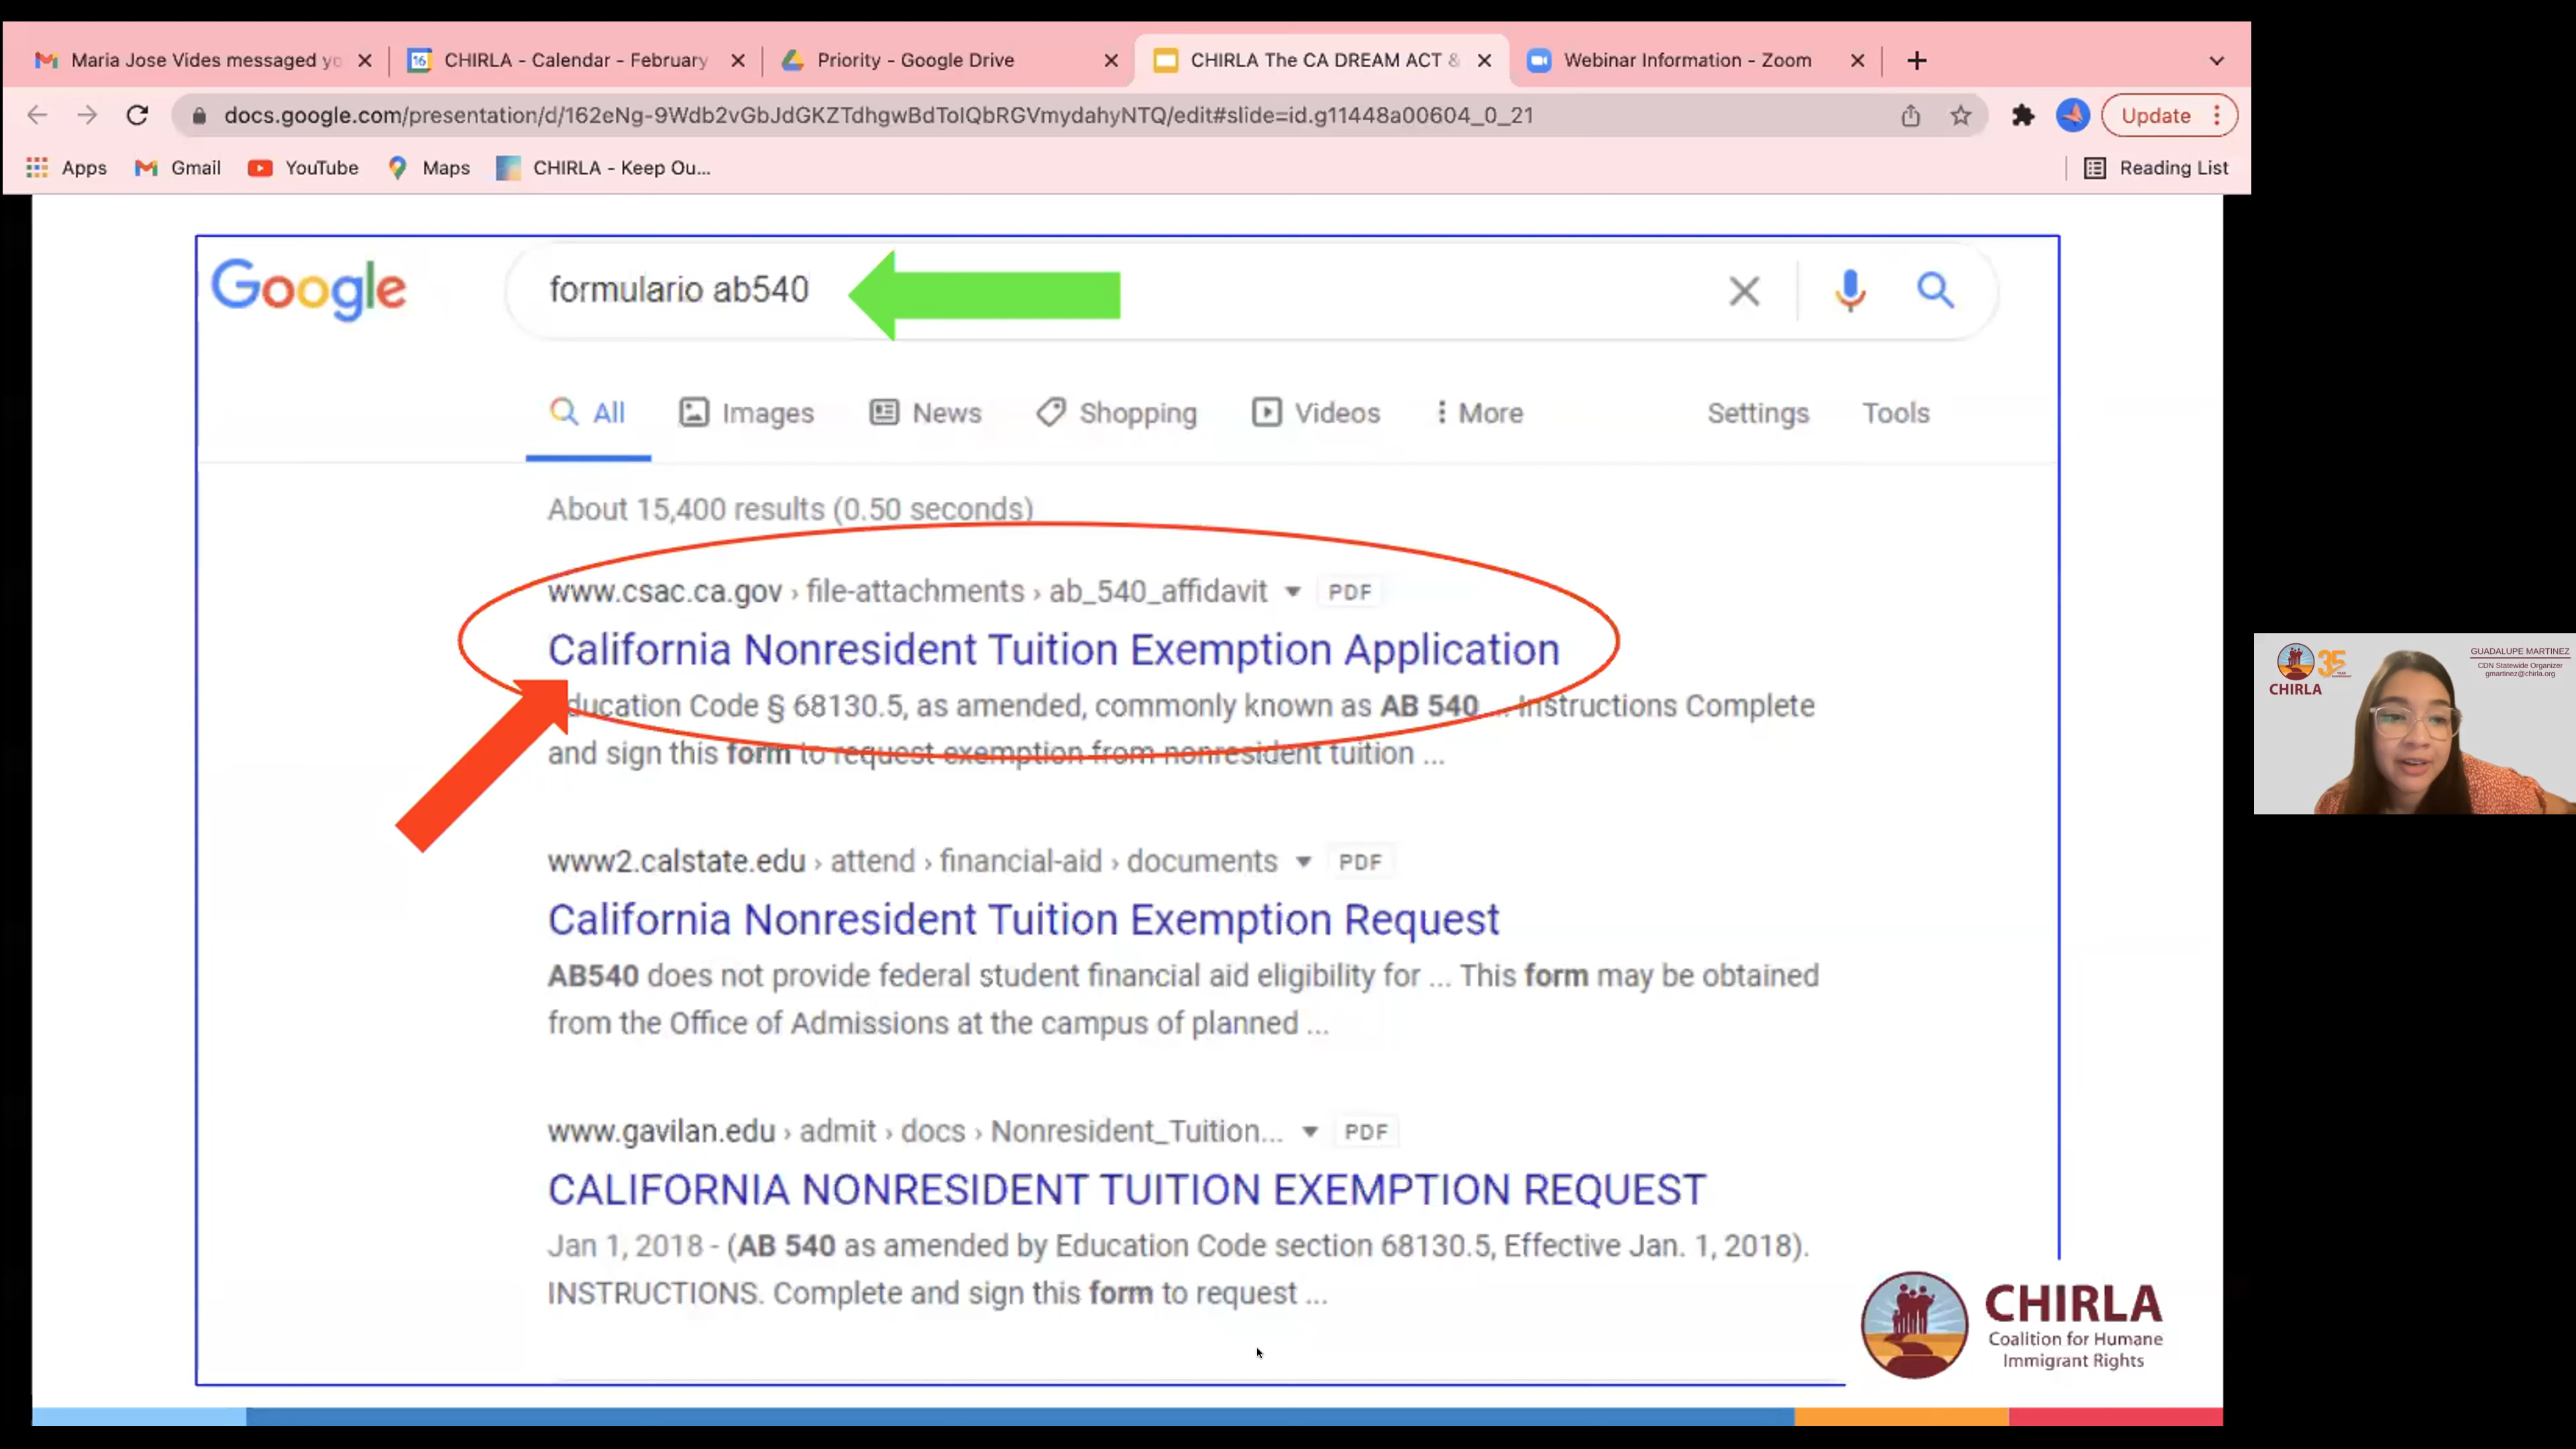 Maria Jose Vides messaged yo
CHIRLA - Calendar - February
Priority - Google Drive
CHIRLA The CA DREAM ACT &
Webinar Information - Zoom
docs.google.com/presentation/d/162eNg-9Wdb2vGbJdGKZTdhgwBdToIQbRGVmydahyNTQ/edit#slide=id.g11448a00604_0_21
Update
Apps
Gmail
YouTube
Maps
CHIRLA - Keep Ou...
Reading List
Google
formulario ab540
All
Images
News
Shopping
Videos
More
Settings
Tools
About 15,400 results (0.50 seconds)
www.csac.ca.gov › file-attachments › ab_540_affidavit PDF
California Nonresident Tuition Exemption Application
ducation Code § 68130.5, as amended, commonly known as AB 540 ... Instructions Complete
and sign this form to request exemption from nonresident tuition ...
www2.calstate.edu › attend › financial-aid › documents PDF
California Nonresident Tuition Exemption Request
AB540 does not provide federal student financial aid eligibility for ... This form may be obtained
from the Office of Admissions at the campus of planned ...
www.gavilan.edu › admit › docs › Nonresident_Tuition... PDF
CALIFORNIA NONRESIDENT TUITION EXEMPTION REQUEST
Jan 1, 2018 - (AB 540 as amended by Education Code section 68130.5, Effective Jan. 1, 2018).
INSTRUCTIONS. Complete and sign this form to request ...
CHIRLA
Coalition for Humane
Immigrant Rights
35
CHIRLA
GUADALUPE MARTINEZ
CDN Statewide Organizer
gmartinez@chirla.org